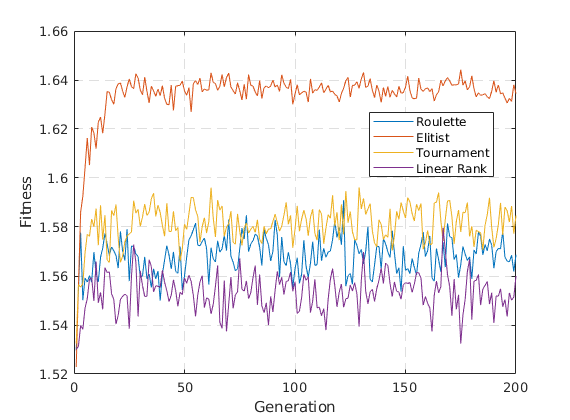 1.66
1.64
1.62
1.6
1.58
1.56
1.54
1.52
Fitness
0
50
100
150
200
Generation
Roulette
Elitist
Tournament
Linear Rank